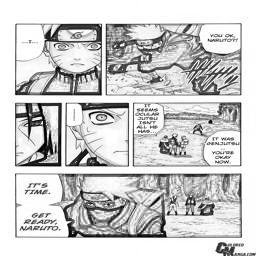 ...I...
YOU OK,
NARUTO?!
IT
SEEMS
OCULAR
JUTSU
ISN'T
ALL HE
HAS...
IT WAS
GENJUTSU
YOU'RE
OKAY
NOW.
IT'S
TIME.
GET
READY,
NARUTO.
COLORED
MANGA.COM